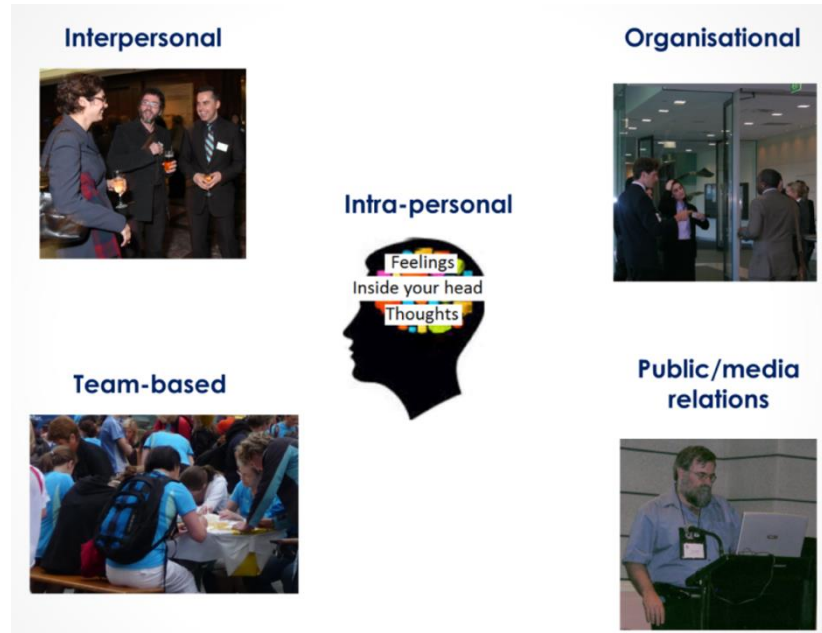 Interpersonal
Organisational
Intra-personal
Feelings
Inside your head
Thoughts
Team-based
Public/media
relations